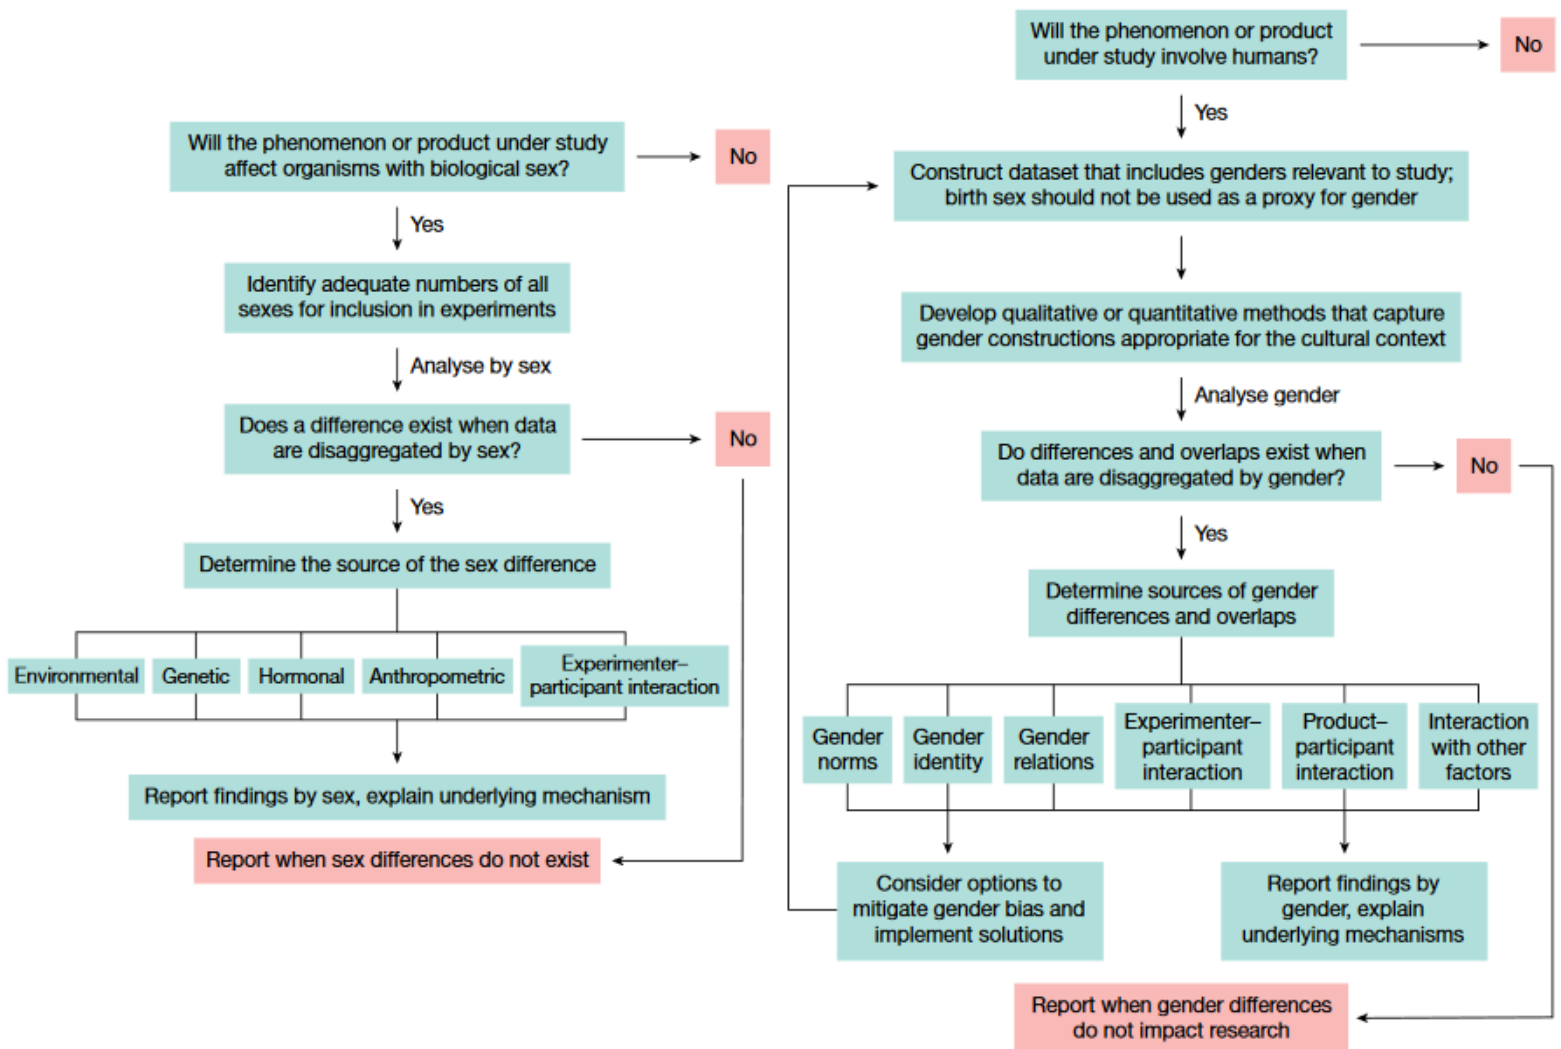 Will the phenomenon or product under study
affect organisms with biological sex?
No
Yes
Identify adequate numbers of all
sexes for inclusion in experiments
Analyse by sex
Does a difference exist when data
are disaggregated by sex?
No
Yes
Determine the source of the sex difference
Environmental
Genetic
Hormonal
Anthropometric
Experimenter–
participant interaction
Report findings by sex, explain underlying mechanism
Report when sex differences do not exist
Will the phenomenon or product
under study involve humans?
No
Yes
Construct dataset that includes genders relevant to study;
birth sex should not be used as a proxy for gender
Develop qualitative or quantitative methods that capture
gender constructions appropriate for the cultural context
Analyse gender
Do differences and overlaps exist when
data are disaggregated by gender?
No
Yes
Determine sources of gender
differences and overlaps
Gender
norms
Gender
identity
Gender
relations
Experimenter–
participant
interaction
Product–
participant
interaction
Interaction
with other
factors
Consider options to
mitigate gender bias and
implement solutions
Report findings by
gender, explain
underlying mechanisms
Report when gender differences
do not impact research